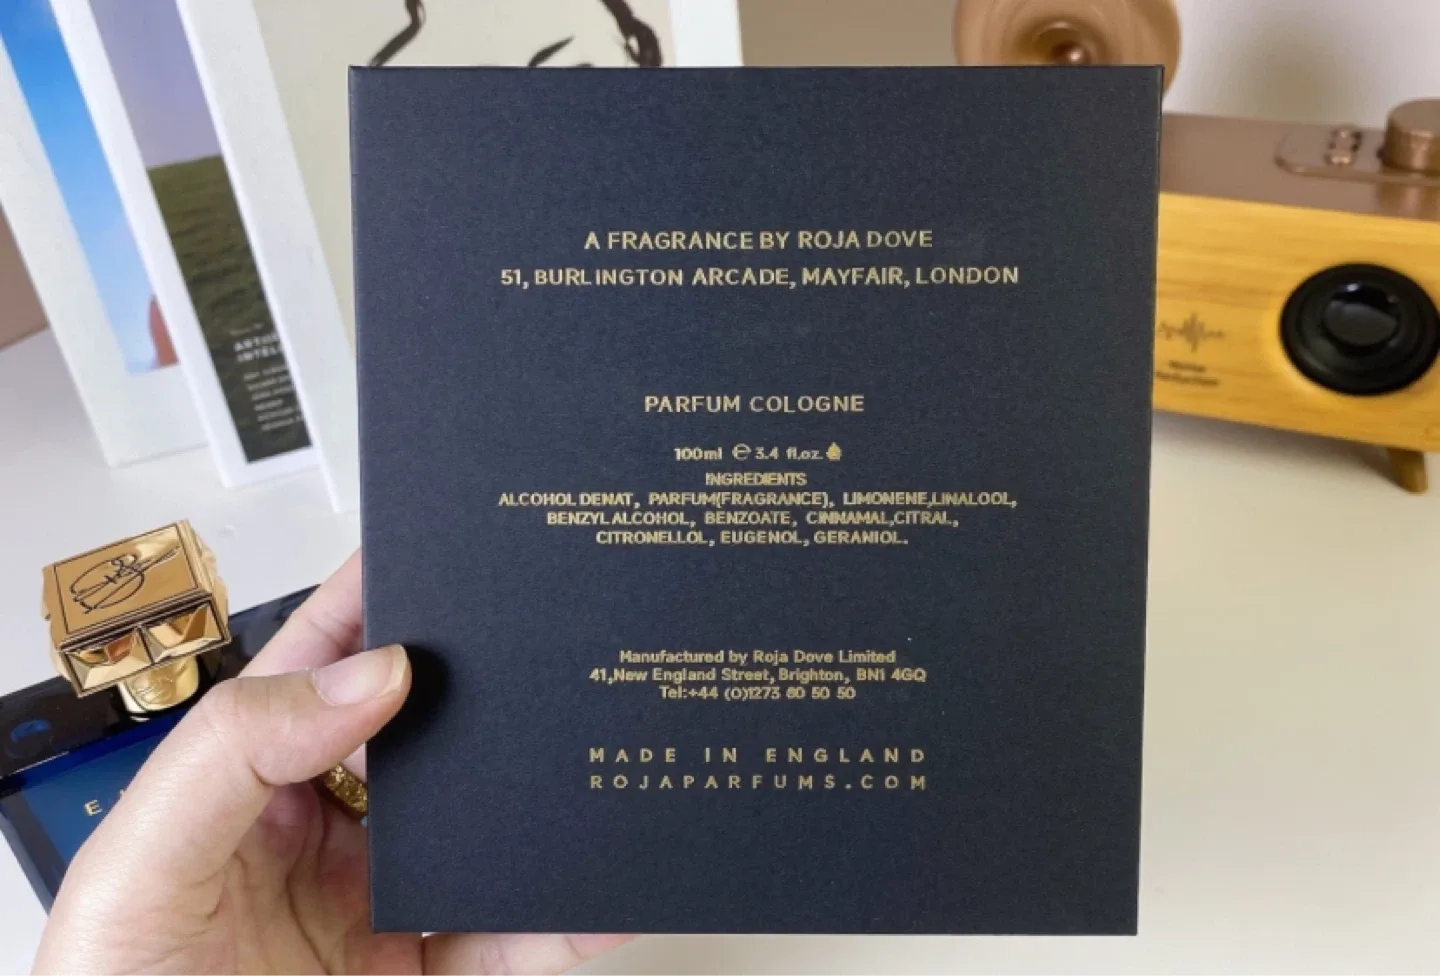 A FRAGRANCE BY ROJA DOVE
51, BURLINGTON ARCADE, MAYFAIR, LONDON
PARFUM COLOGNE
100ml ℮ 3.4 fl.oz.
INGREDIENTS
ALCOHOL DENAT, PARFUM(FRAGRANCE), LIMONENE,LINALOOL,
BENZYL ALCOHOL, BENZOATE, CINNAMAL,CITRAL,
CITRONELLOL, EUGENOL, GERANIOL.
Manufactured by Roja Dove Limited
41,New England Street, Brighton, BN1 4GQ
Tel:+44 (0)1273 60 50 50
MADE IN ENGLAND
ROJAPARFUMS.COM